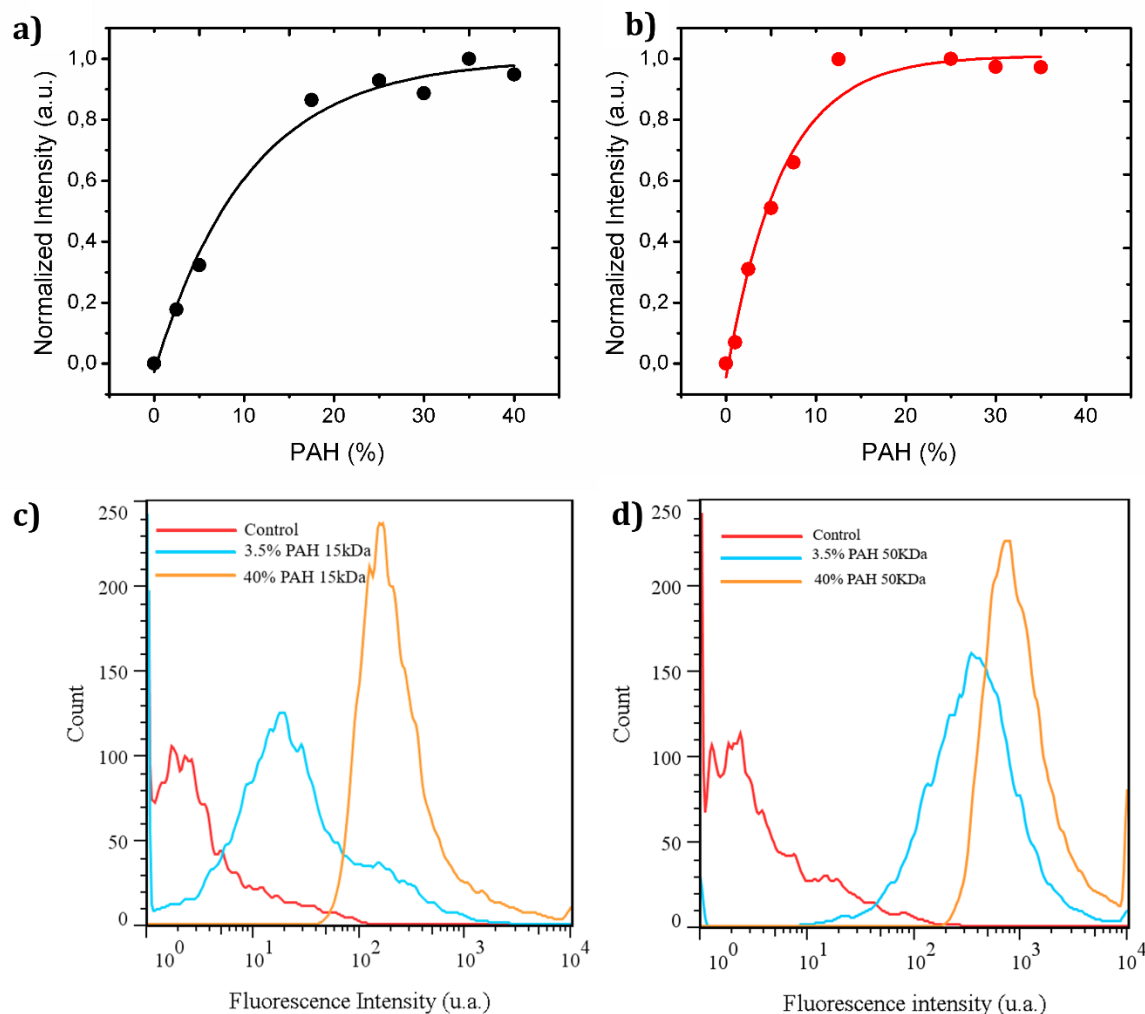 a)
Normalized Intensity (a.u.)
1,0
0,8
0,6
0,4
0,2
0,0
0 10 20 30 40
PAH (%)
b)
Normalized Intensity (a.u.)
1,0
0,8
0,6
0,4
0,2
0,0
0 10 20 30 40
PAH (%)
c)
Count
250
200
150
100
50
0
Control
3.5% PAH 15kDa
40% PAH 15kDa
10^0 10^1 10^2 10^3 10^4
Fluorescence Intensity (u.a.)
d)
Count
250
200
150
100
50
0
Control
3.5% PAH 50KDa
40% PAH 50KDa
10^0 10^1 10^2 10^3 10^4
Fluorescence intensity (u.a.)